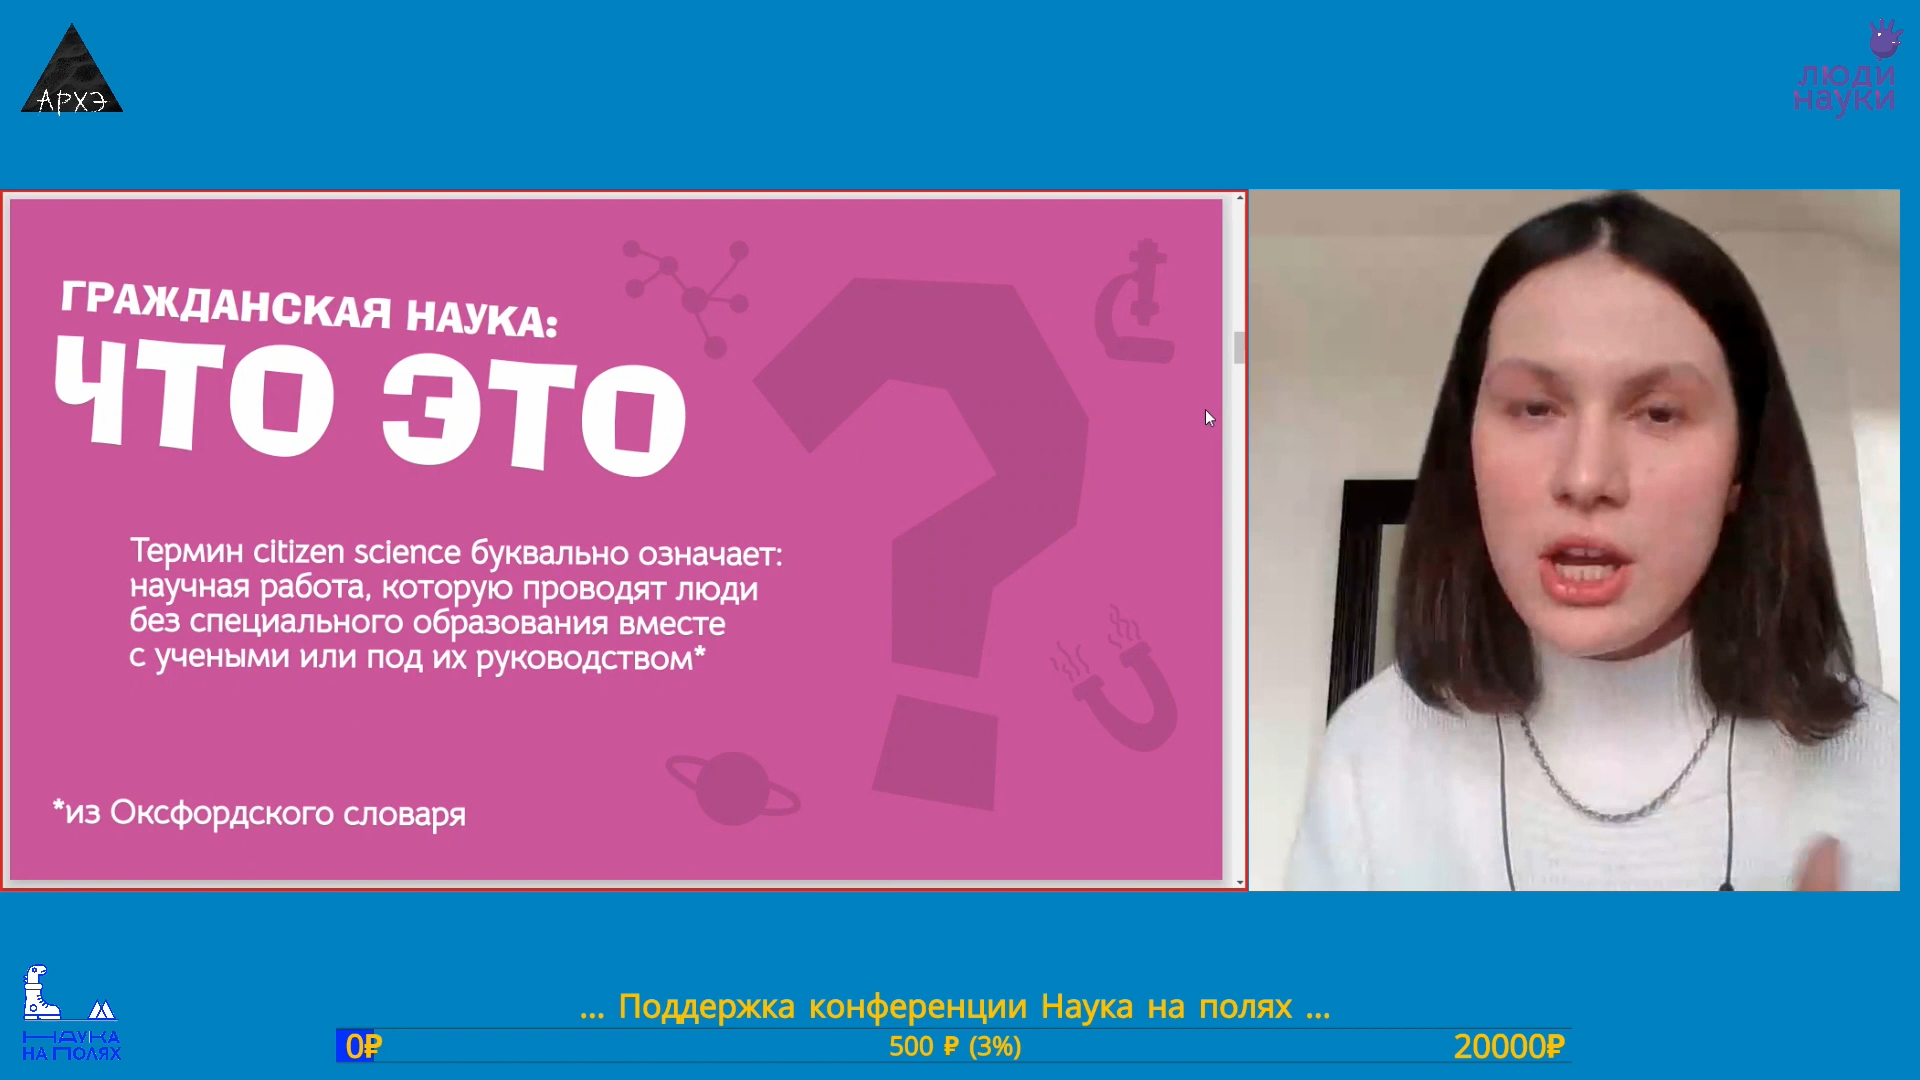 АРХЭ
люди
науки
ГРАЖДАНСКАЯ НАУКА:
ЧТО ЭТО
Термин citizen science буквально означает:
научная работа, которую проводят люди
без специального образования вместе
с учеными или под их руководством*
*из Оксфордского словаря
НАУКА
НА ПОЛЯХ
... Поддержка конференции Наука на полях ...
0₽
500 ₽ (3%)
20000₽